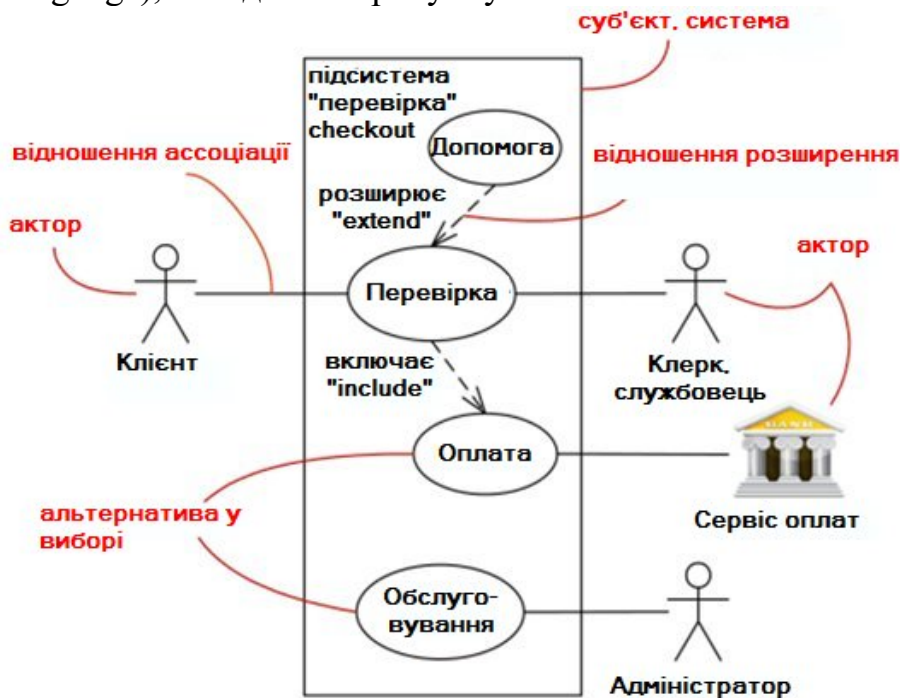 суб'єкт, система
підсистема
"перевірка"
checkout
Допомога
відношення ассоціації
відношення розширення
розширює
"extend"
актор
актор
Перевірка
Клієнт
включає
"include"
Клерк,
службовець
BANK
Оплата
Сервіс оплат
альтернатива у
виборі
Обслуго-
вування
Адміністратор